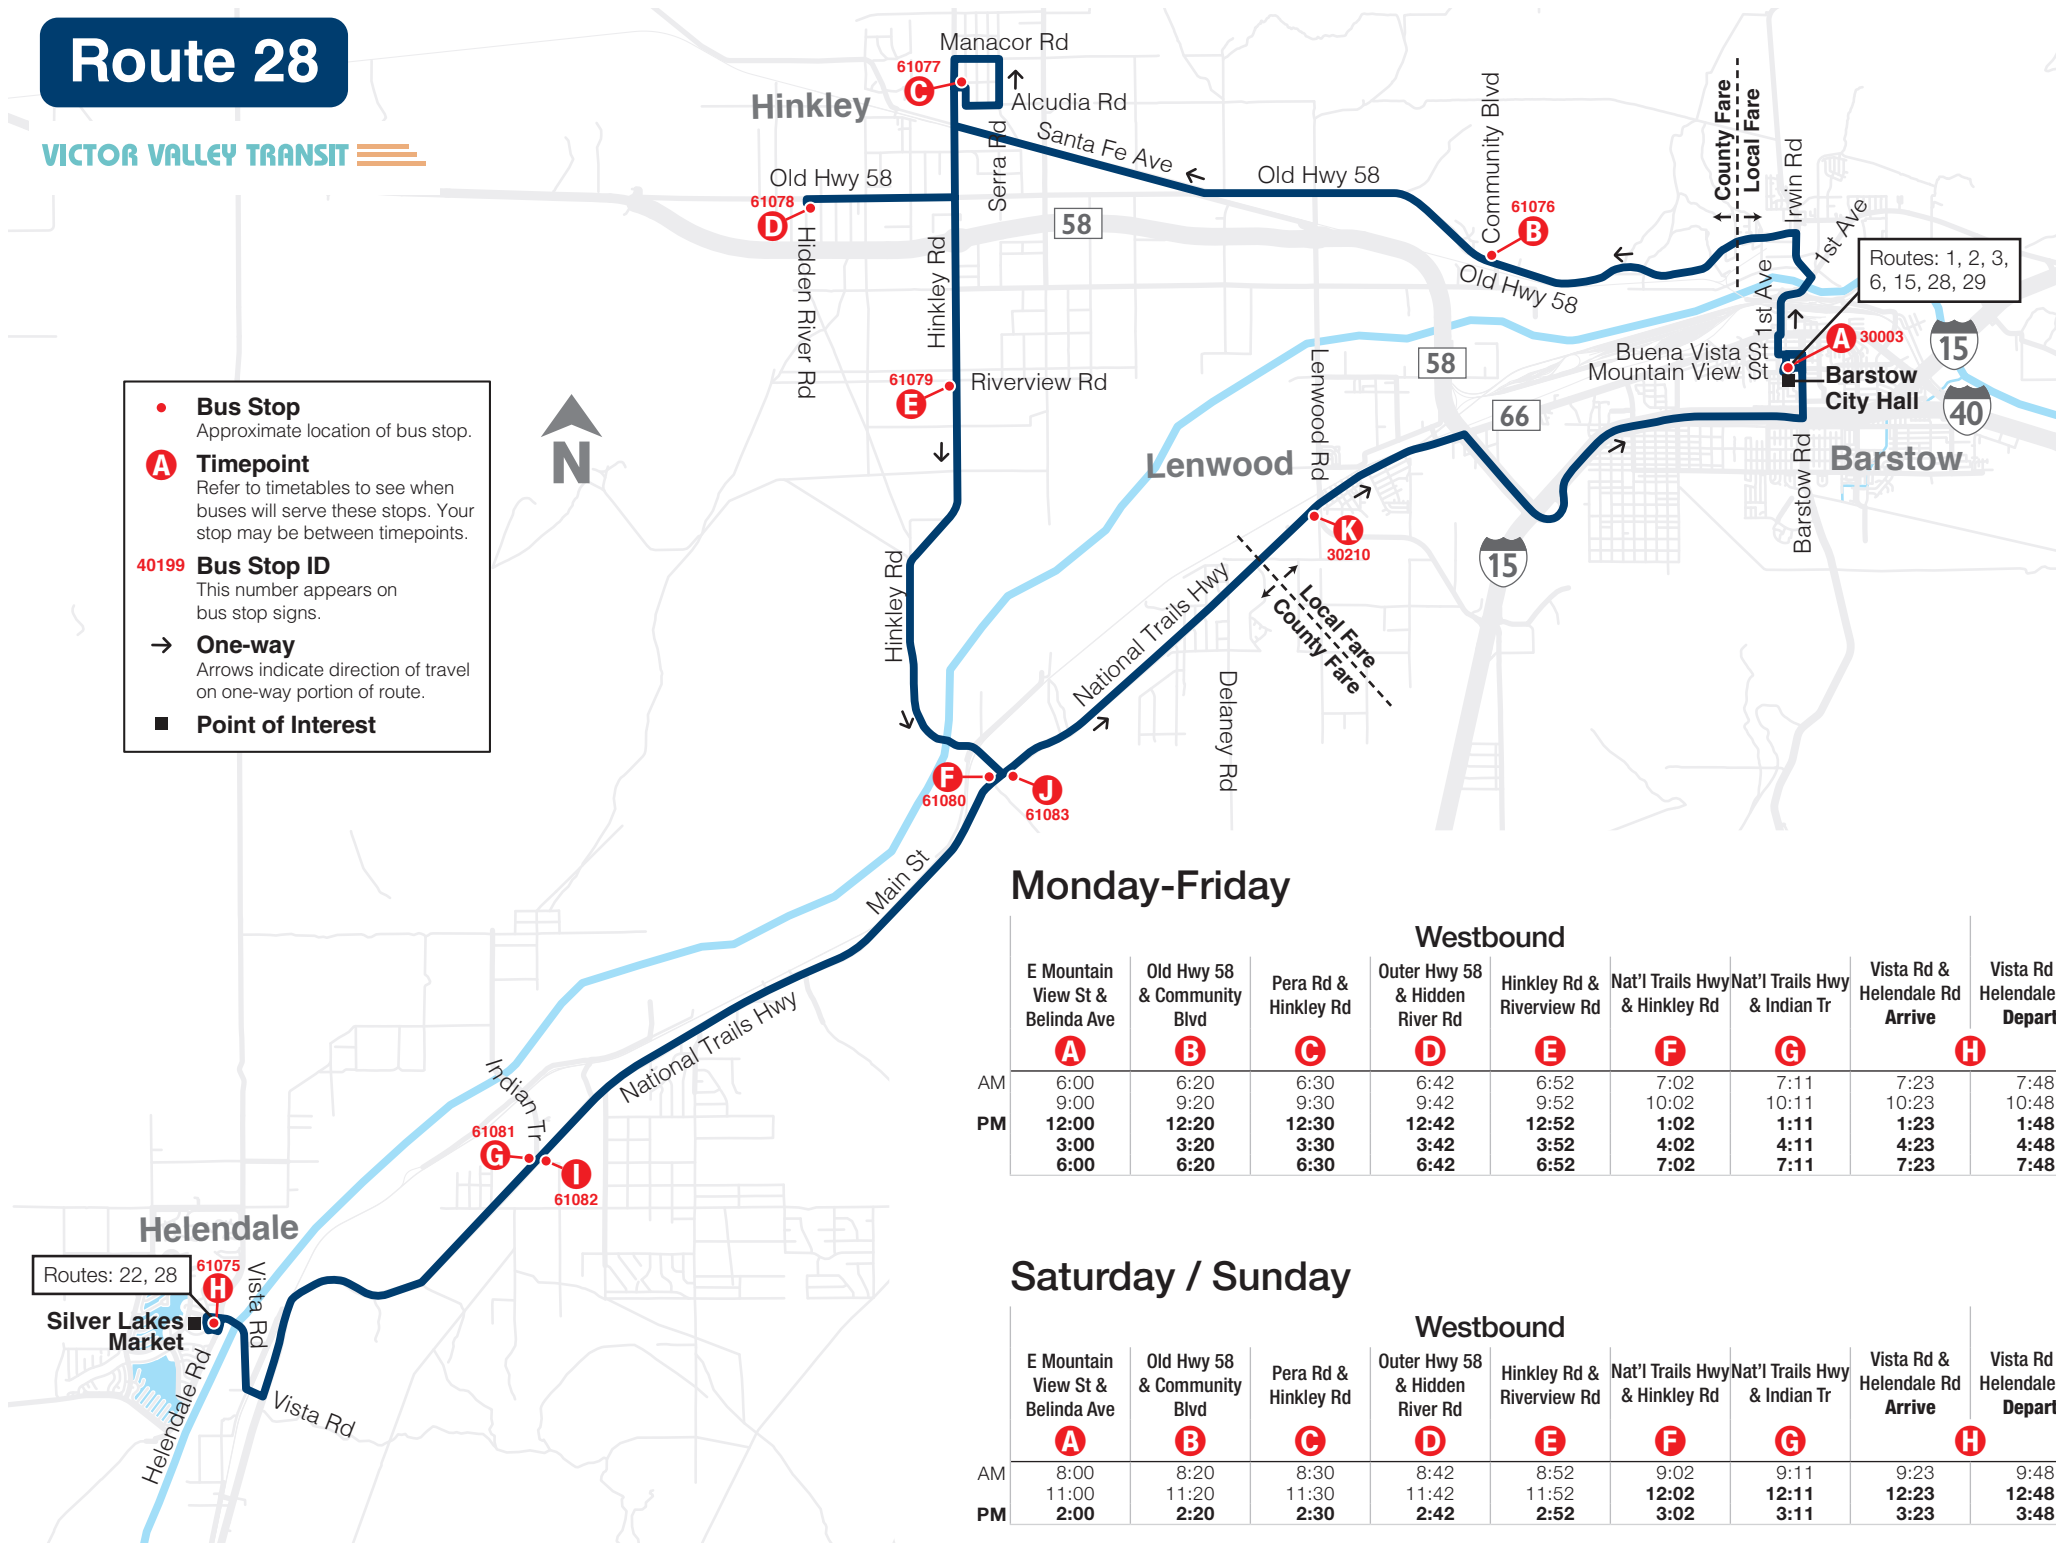 Route 28
VICTOR VALLEY TRANSIT
Manacor Rd
61077
C
Hinkley
Alcudia Rd
Serra Rd
Santa Fe Ave
Old Hwy 58
61078
D
Hidden River Rd
58
Old Hwy 58
Community Blvd
61076
B
Old Hwy 58
County Fare
Local Fare
Irwin Rd
1st Ave
1st Ave
Routes: 1, 2, 3,
6, 15, 28, 29
A
30003
Buena Vista St
Mountain View St
Barstow
City Hall
15
40
Barstow
Barstow Rd
58
66
15
Hinkley Rd
61079
E
Riverview Rd
Lenwood
Lenwood Rd
K
30210
Local Fare
County Fare
National Trails Hwy
Delaney Rd
Hinkley Rd
F
61080
J
61083
Main St
National Trails Hwy
Indian Tr
61081
G
I
61082
Helendale
Routes: 22, 28
61075
H
Silver Lakes
Market
Vista Rd
Vista Rd
Helendale Rd
N
Bus Stop
Approximate location of bus stop.
A
Timepoint
Refer to timetables to see when
buses will serve these stops. Your
stop may be between timepoints.
40199 Bus Stop ID
This number appears on
bus stop signs.
One-way
Arrows indicate direction of travel
on one-way portion of route.
Point of Interest
Monday-Friday
Westbound
E Mountain View St & Belinda Ave
Old Hwy 58 & Community Blvd
Pera Rd & Hinkley Rd
Outer Hwy 58 & Hidden River Rd
Hinkley Rd & Riverview Rd
Nat'l Trails Hwy & Hinkley Rd
Nat'l Trails Hwy & Indian Tr
Vista Rd & Helendale Rd Arrive
Vista Rd Helendale Depart
A B C D E F G H
AM 6:00 6:20 6:30 6:42 6:52 7:02 7:11 7:23 7:48
9:00 9:20 9:30 9:42 9:52 10:02 10:11 10:23 10:48
PM 12:00 12:20 12:30 12:42 12:52 1:02 1:11 1:23 1:48
3:00 3:20 3:30 3:42 3:52 4:02 4:11 4:23 4:48
6:00 6:20 6:30 6:42 6:52 7:02 7:11 7:23 7:48
Saturday / Sunday
Westbound
E Mountain View St & Belinda Ave
Old Hwy 58 & Community Blvd
Pera Rd & Hinkley Rd
Outer Hwy 58 & Hidden River Rd
Hinkley Rd & Riverview Rd
Nat'l Trails Hwy & Hinkley Rd
Nat'l Trails Hwy & Indian Tr
Vista Rd & Helendale Rd Arrive
Vista Rd Helendale Depart
A B C D E F G H
AM 8:00 8:20 8:30 8:42 8:52 9:02 9:11 9:23 9:48
11:00 11:20 11:30 11:42 11:52 12:02 12:11 12:23 12:48
PM 2:00 2:20 2:30 2:42 2:52 3:02 3:11 3:23 3:48